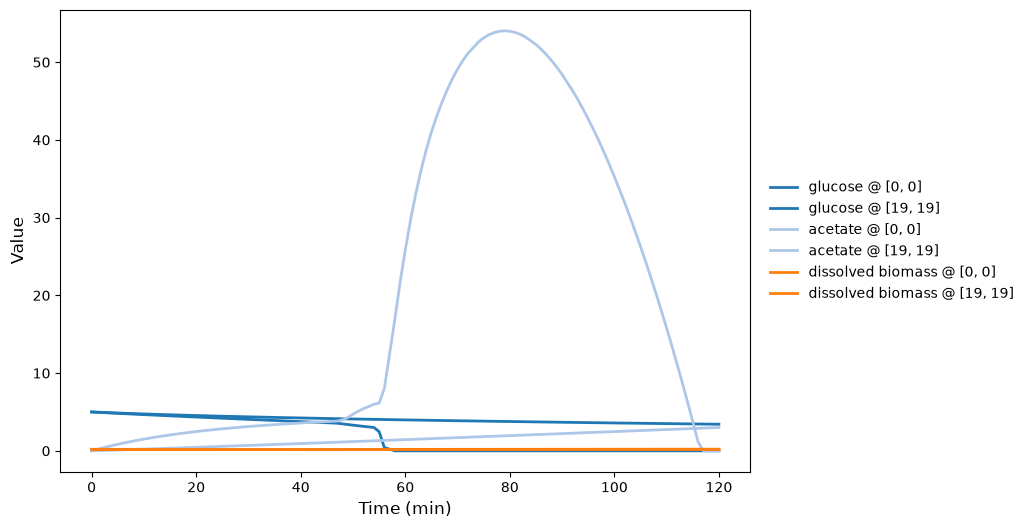 Value
50
40
30
20
10
0
0 20 40 60 80 100 120
Time (min)
glucose @ [0, 0]
glucose @ [19, 19]
acetate @ [0, 0]
acetate @ [19, 19]
dissolved biomass @ [0, 0]
dissolved biomass @ [19, 19]